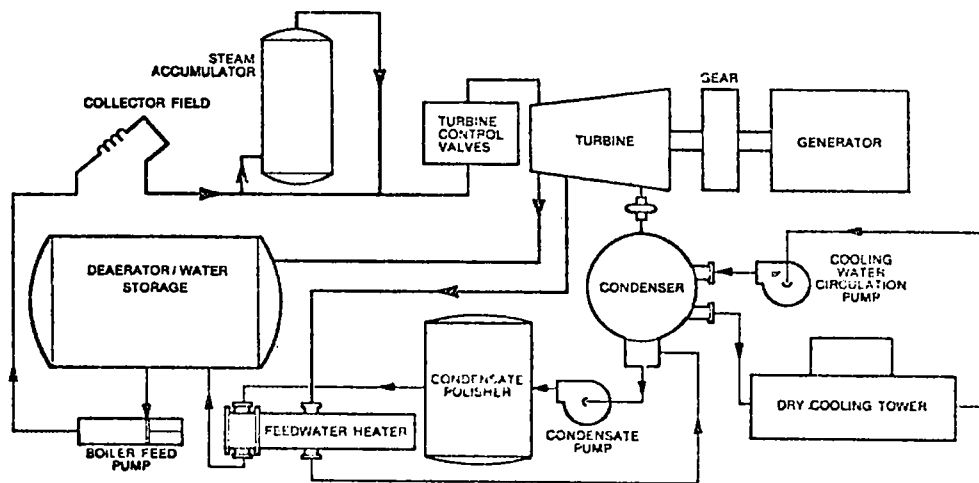 STEAM
ACCUMULATOR
COLLECTOR FIELD
TURBINE
CONTROL
VALVES
TURBINE
GEAR
GENERATOR
DEAERATOR/WATER
STORAGE
CONDENSER
COOLING
WATER
CIRCULATION
PUMP
CONDENSATE
POLISHER
DRY COOLING TOWER
FEEDWATER HEATER
CONDENSATE
PUMP
BOILER FEED
PUMP